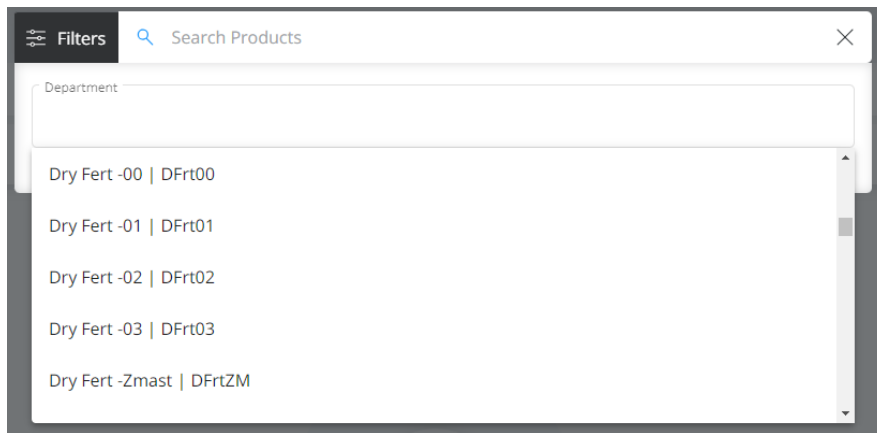 Filters Search Products
Department
Dry Fert -00 | DFrt00
Dry Fert -01 | DFrt01
Dry Fert -02 | DFrt02
Dry Fert -03 | DFrt03
Dry Fert -Zmast | DFrtZM